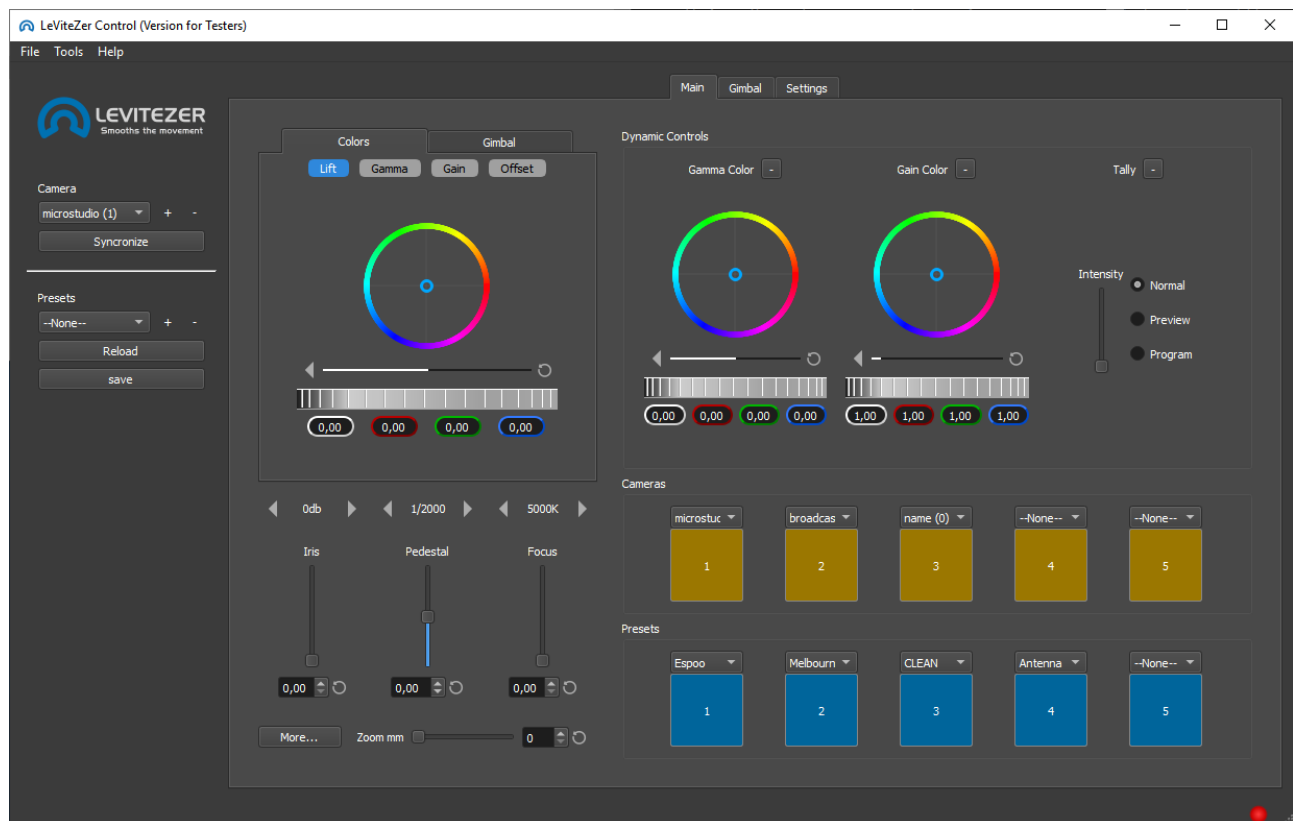 LeViteZer Control (Version for Testers)
File Tools Help
Main Gimbal Settings
LEVITEZER
Smooths the movement
Camera
microstudio (1) + -
Syncronize
Presets
--None-- + -
Reload
save
Colors Gimbal
Lift Gamma Gain Offset
0,00 0,00 0,00 0,00
0db 1/2000 5000K
Iris Pedestal Focus
0,00 0,00 0,00
More... Zoom mm 0
Dynamic Controls
Gamma Color - Gain Color - Tally -
Intensity
Normal
Preview
Program
0,00 0,00 0,00 0,00 1,00 1,00 1,00 1,00
Cameras
microstuc broadcas name (0) --None-- --None--
1 2 3 4 5
Presets
Espoo Melbourn CLEAN Antenna --None--
1 2 3 4 5